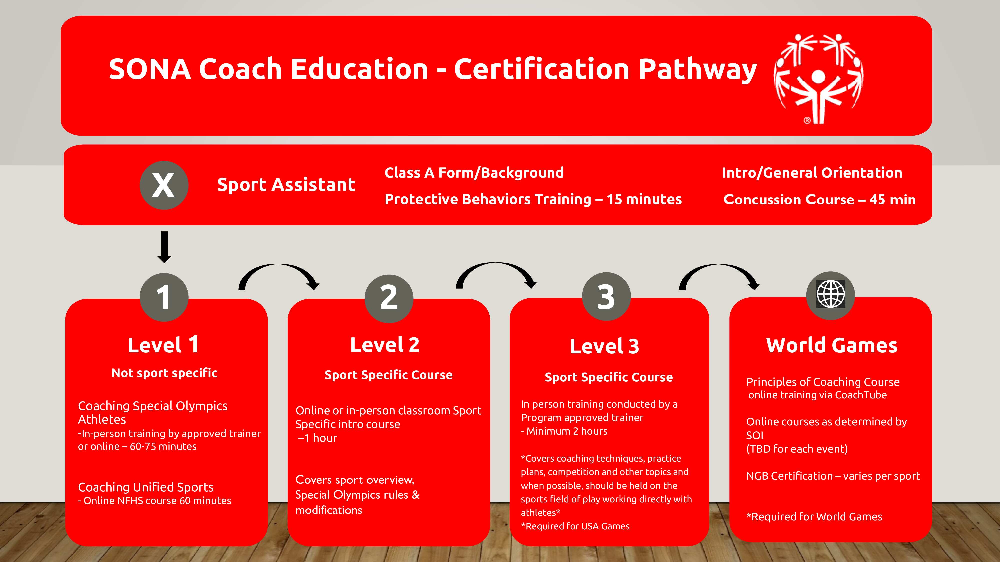 SONA Coach Education - Certification Pathway
®
X
Sport Assistant
Class A Form/Background
Protective Behaviors Training – 15 minutes
Intro/General Orientation
Concussion Course – 45 min
1
Level 1
Not sport specific
Coaching Special Olympics
Athletes
-In-person training by approved trainer
or online – 60-75 minutes
Coaching Unified Sports
- Online NFHS course 60 minutes
2
Level 2
Sport Specific Course
Online or in-person classroom Sport
Specific intro course
–1 hour
Covers sport overview,
Special Olympics rules &
modifications
3
Level 3
Sport Specific Course
In person training conducted by a
Program approved trainer
- Minimum 2 hours
*Covers coaching techniques, practice
plans, competition and other topics and
when possible, should be held on the
sports field of play working directly with
athletes*
*Required for USA Games
World Games
Principles of Coaching Course
online training via CoachTube
Online courses as determined by
SOI
(TBD for each event)
NGB Certification – varies per sport
*Required for World Games